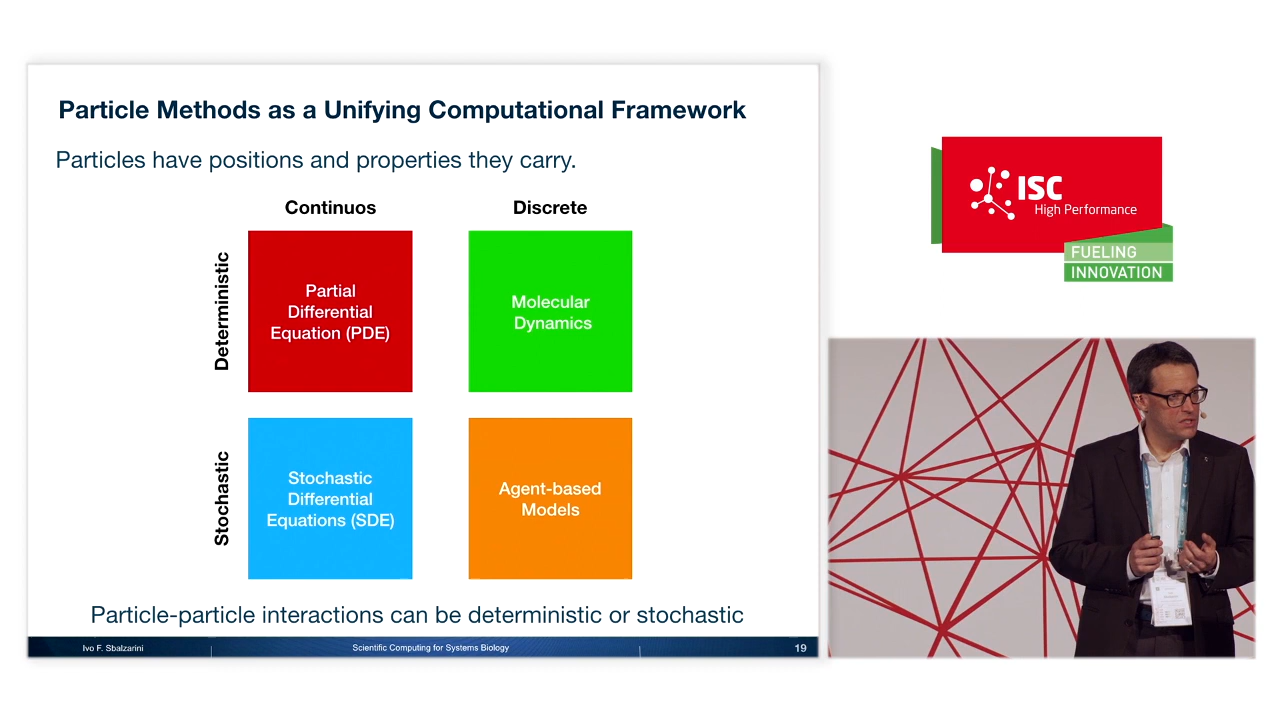 Particle Methods as a Unifying Computational Framework
Particles have positions and properties they carry.
Continuos
Discrete
Deterministic
Partial
Differential
Equation (PDE)
Molecular
Dynamics
Stochastic
Stochastic
Differential
Equations (SDE)
Agent-based
Models
Particle-particle interactions can be deterministic or stochastic
Ivo F. Sbalzarini
Scientific Computing for Systems Biology
19
ISC
High Performance
FUELING
INNOVATION